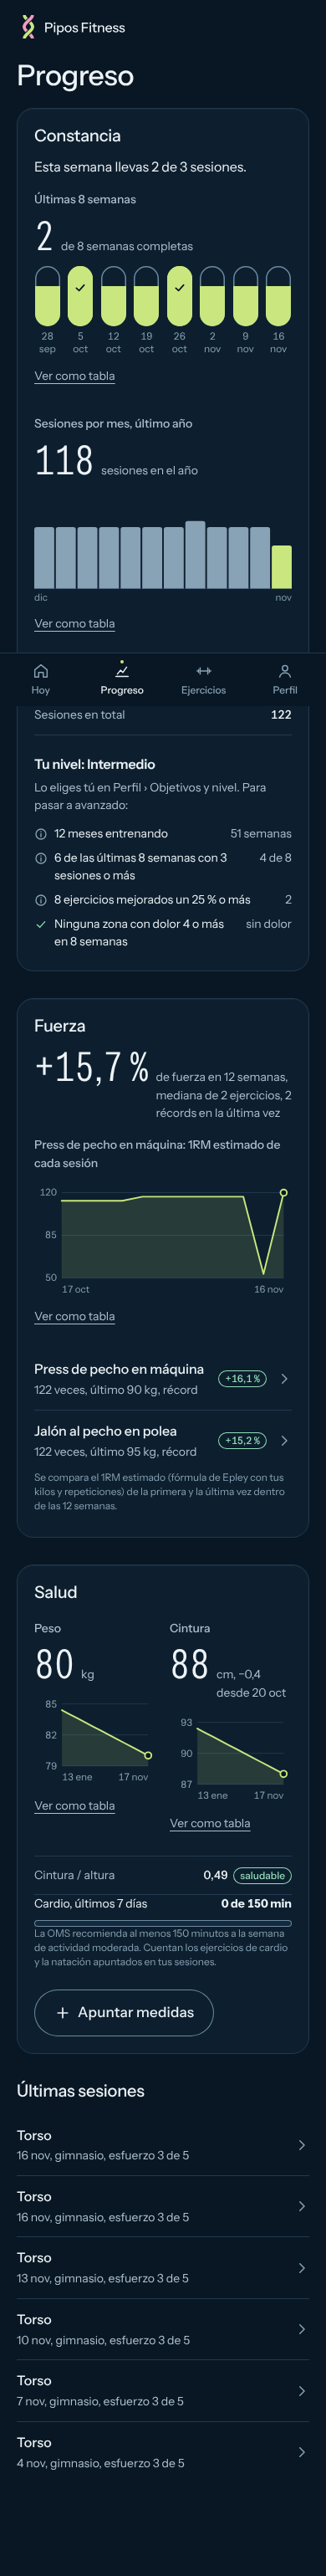 Pipos Fitness
Progreso
Constancia
Esta semana llevas 2 de 3 sesiones.
Últimas 8 semanas
2 de 8 semanas completas
28 sep
5 oct
12 oct
19 oct
26 oct
2 nov
9 nov
16 nov
Ver como tabla
Sesiones por mes, último año
118 sesiones en el año
dic nov
Ver como tabla
Hoy
Progreso
Ejercicios
Perfil
Sesiones en total 122
Tu nivel: Intermedio
Lo eliges tú en Perfil › Objetivos y nivel. Para
pasar a avanzado:
12 meses entrenando 51 semanas
6 de las últimas 8 semanas con 3 4 de 8
sesiones o más
8 ejercicios mejorados un 25 % o más 2
Ninguna zona con dolor 4 o más sin dolor
en 8 semanas
Fuerza
+15,7 % de fuerza en 12 semanas,
mediana de 2 ejercicios, 2
récords en la última vez
Press de pecho en máquina: 1RM estimado de
cada sesión
120
85
50
17 oct 16 nov
Ver como tabla
Press de pecho en máquina
122 veces, último 90 kg, récord
+16,1 %
Jalón al pecho en polea
122 veces, último 95 kg, récord
+15,2 %
Se compara el 1RM estimado (fórmula de Epley con tus
kilos y repeticiones) de la primera y la última vez dentro
de las 12 semanas.
Salud
Peso
80 kg
85
82
79
13 ene 17 nov
Ver como tabla
Cintura
88 cm, −0,4
desde 20 oct
93
90
87
13 ene 17 nov
Ver como tabla
Cintura / altura 0,49 saludable
Cardio, últimos 7 días 0 de 150 min
La OMS recomienda al menos 150 minutos a la semana
de actividad moderada. Cuentan los ejercicios de cardio
y la natación apuntados en tus sesiones.
+ Apuntar medidas
Últimas sesiones
Torso
16 nov, gimnasio, esfuerzo 3 de 5
Torso
16 nov, gimnasio, esfuerzo 3 de 5
Torso
13 nov, gimnasio, esfuerzo 3 de 5
Torso
10 nov, gimnasio, esfuerzo 3 de 5
Torso
7 nov, gimnasio, esfuerzo 3 de 5
Torso
4 nov, gimnasio, esfuerzo 3 de 5